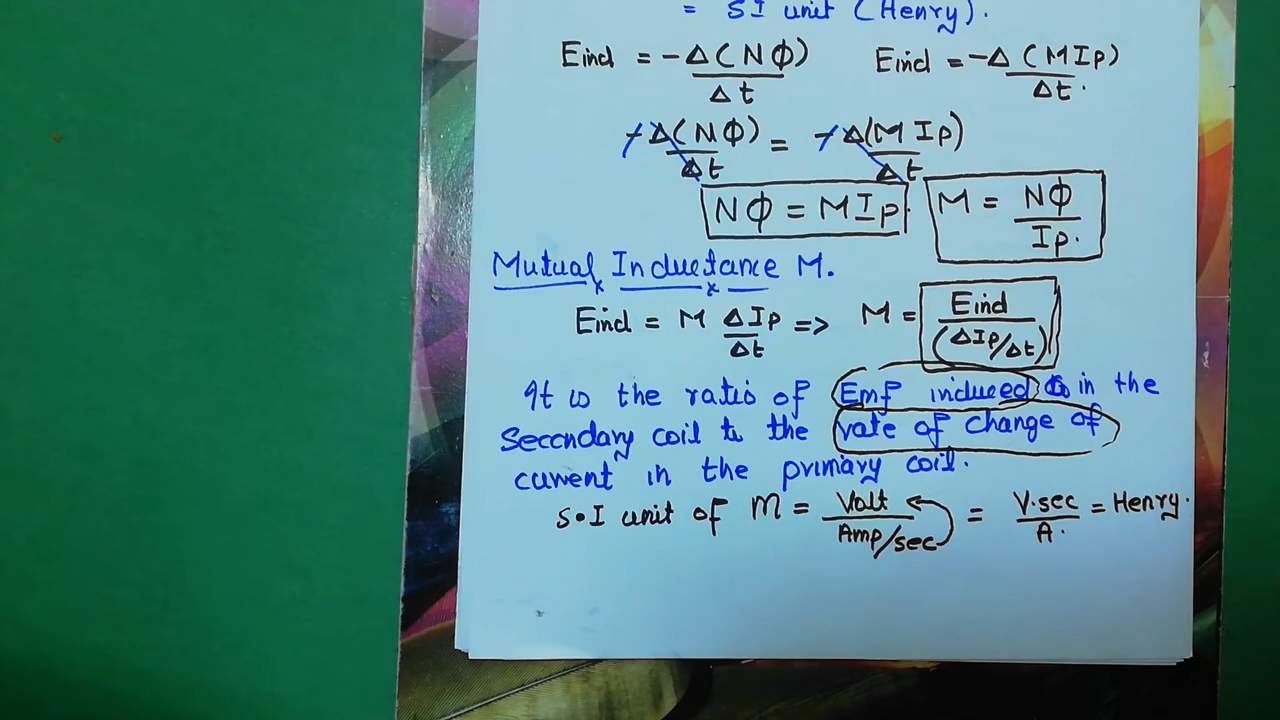 = SI unit (Henry).
Eind = -Δ(NΦ)/Δt Eind = -Δ(MIp)/Δt.
-Δ(NΦ)/Δt = -Δ(MIp)/Δt
NΦ = MIp. M = NΦ/Ip.
Mutual Inductance M.
Eind = M ΔIp/Δt => M = Eind/(ΔIp/Δt)
It is the ratio of Emf induced in the
Secondary coil to the rate of change of
current in the primary coil.
S.I unit of M = Volt/Amp/sec = V.sec/A. = Henry.